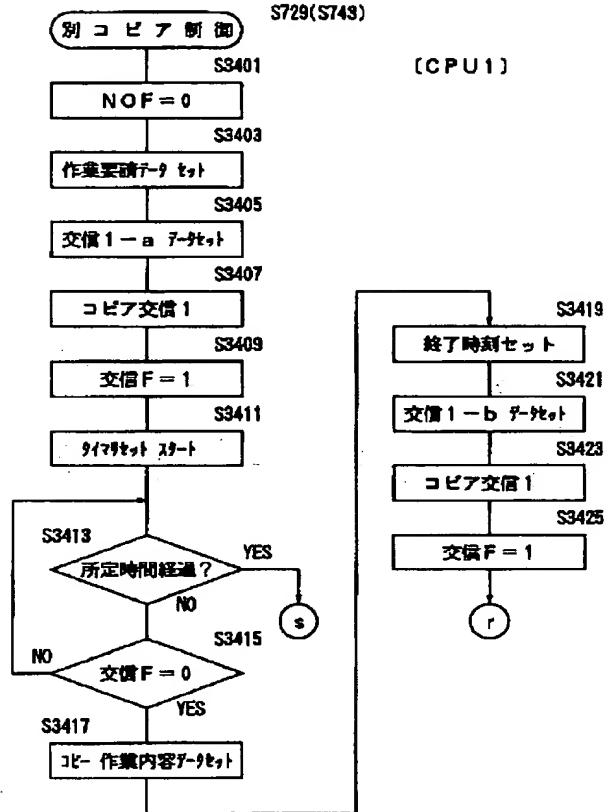 S729(S743)
別コピア制御
〔CPU1〕
S3401
NOF=0
S3403
作業要請データ セット
S3405
交信1-a データセット
S3407
コピア交信1
S3409
交信F=1
S3411
タイマセット スタート
S3413
所定時間経過?
YES
s
NO
S3415
交信F=0
NO
YES
S3417
コピー 作業内容データセット
S3419
終了時刻セット
S3421
交信1-b データセット
S3423
コピア交信1
S3425
交信F=1
r